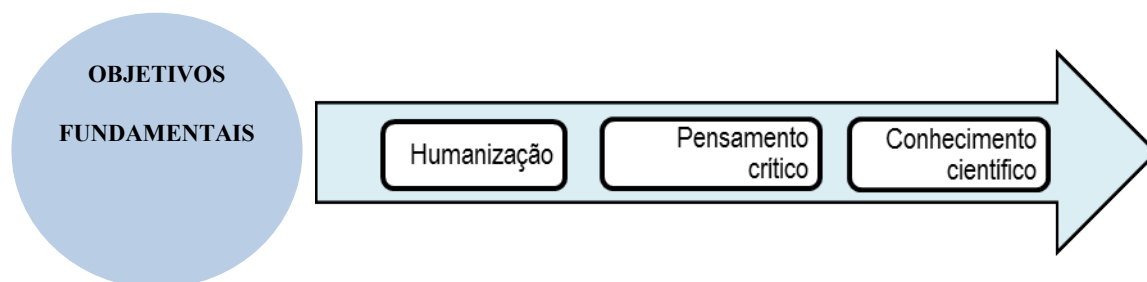 OBJETIVOS
FUNDAMENTAIS
Humanização
Pensamento
crítico
Conhecimento
científico